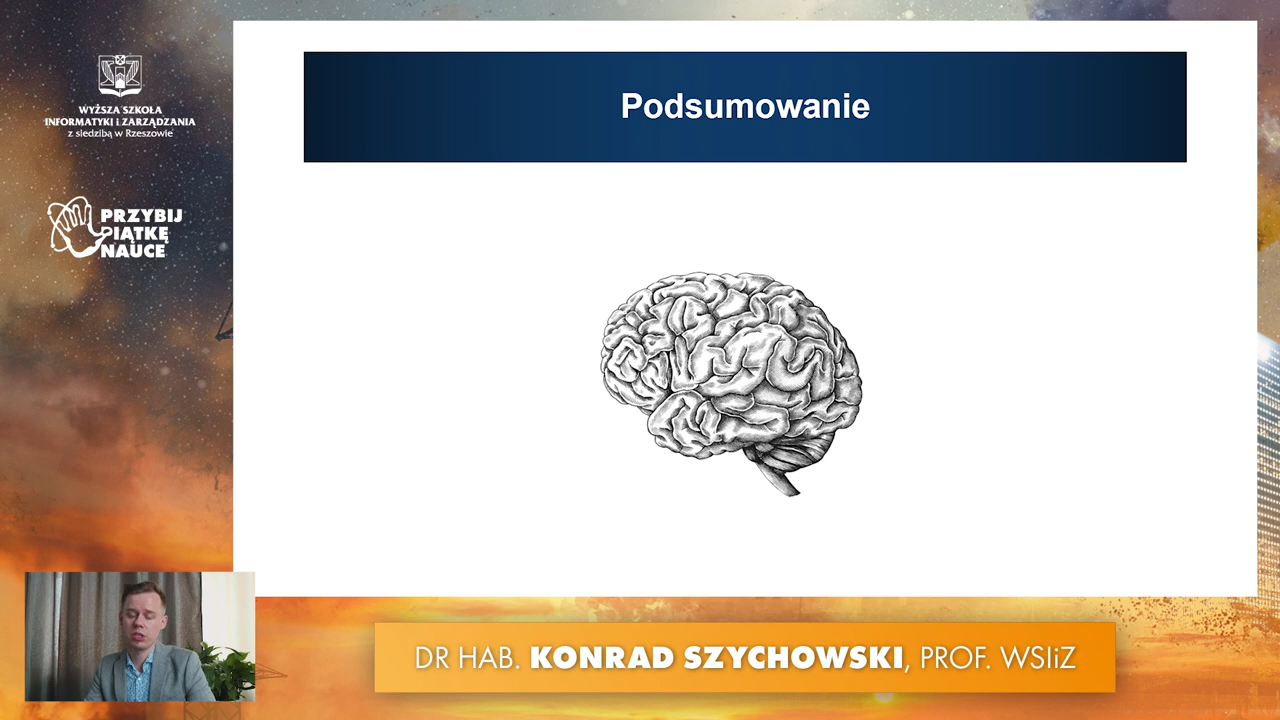 WYŻSZA SZKOŁA
INFORMATYKI i ZARZĄDZANIA
z siedzibą w Rzeszowie
PRZYBIJ
PIĄTKĘ
NAUCE
Podsumowanie
DR HAB. KONRAD SZYCHOWSKI, PROF. WSIiZ